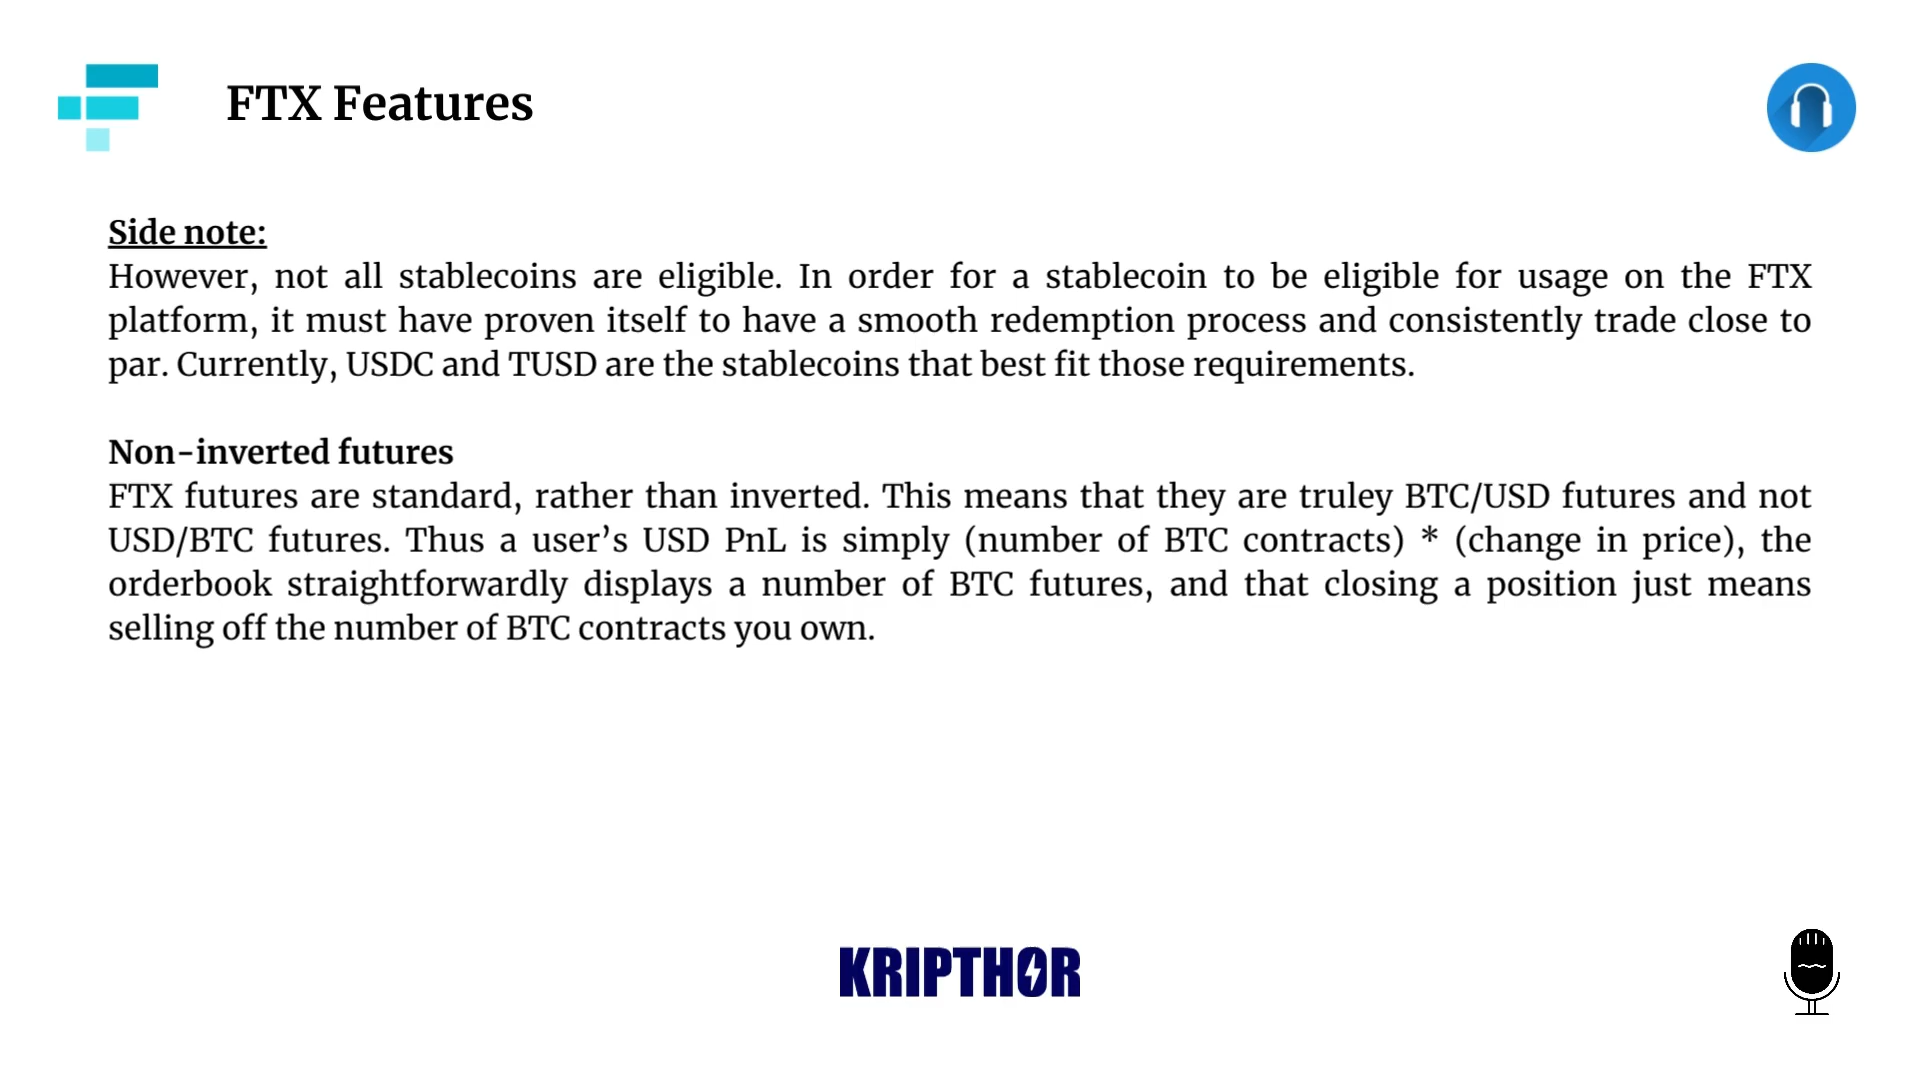 FTX Features
Side note:
However, not all stablecoins are eligible. In order for a stablecoin to be eligible for usage on the FTX
platform, it must have proven itself to have a smooth redemption process and consistently trade close to
par. Currently, USDC and TUSD are the stablecoins that best fit those requirements.
Non-inverted futures
FTX futures are standard, rather than inverted. This means that they are truley BTC/USD futures and not
USD/BTC futures. Thus a user’s USD PnL is simply (number of BTC contracts) * (change in price), the
orderbook straightforwardly displays a number of BTC futures, and that closing a position just means
selling off the number of BTC contracts you own.
KRIPTHOR